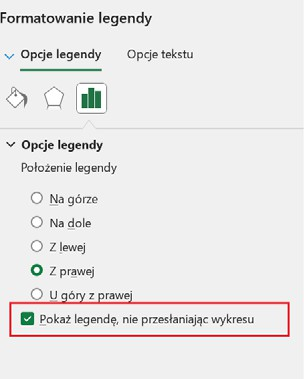 Formatowanie legendy
Opcje legendy Opcje tekstu
Opcje legendy
Położenie legendy
Na górze
Na dole
Z lewej
Z prawej
U góry z prawej
Pokaż legendę, nie przesłaniając wykresu